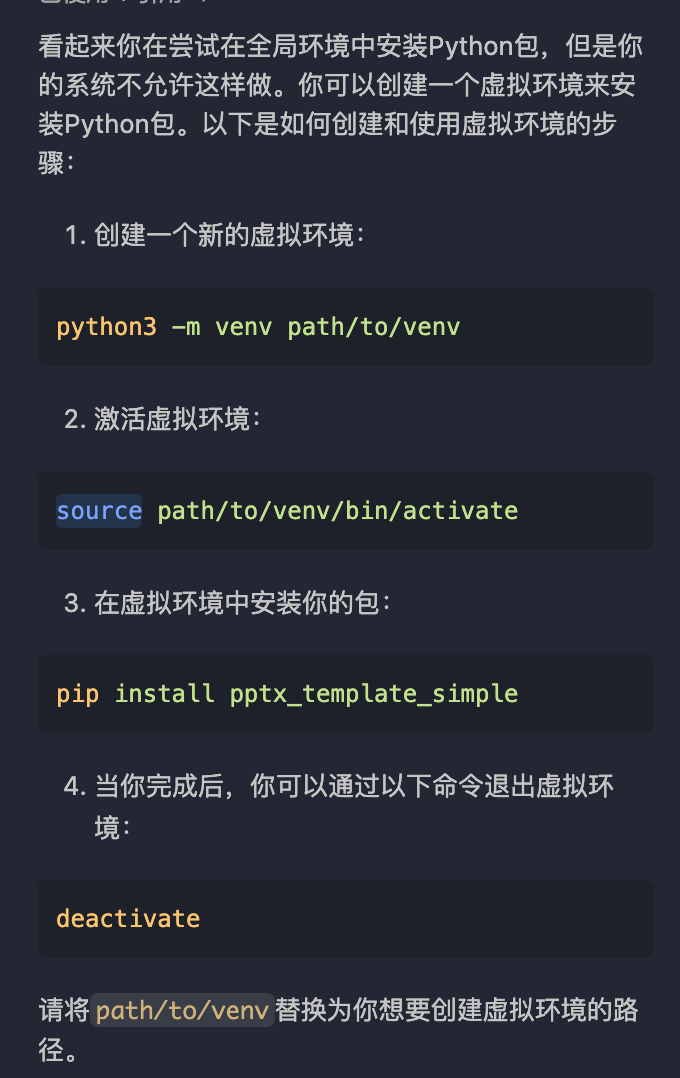 看起来你在尝试在全局环境中安装Python包，但是你
的系统不允许这样做。你可以创建一个虚拟环境来安
装Python包。以下是如何创建和使用虚拟环境的步
骤：
1. 创建一个新的虚拟环境：
python3 -m venv path/to/venv
2. 激活虚拟环境：
source path/to/venv/bin/activate
3. 在虚拟环境中安装你的包：
pip install pptx_template_simple
4. 当你完成后，你可以通过以下命令退出虚拟环
境：
deactivate
请将path/to/venv替换为你想要创建虚拟环境的路
径。